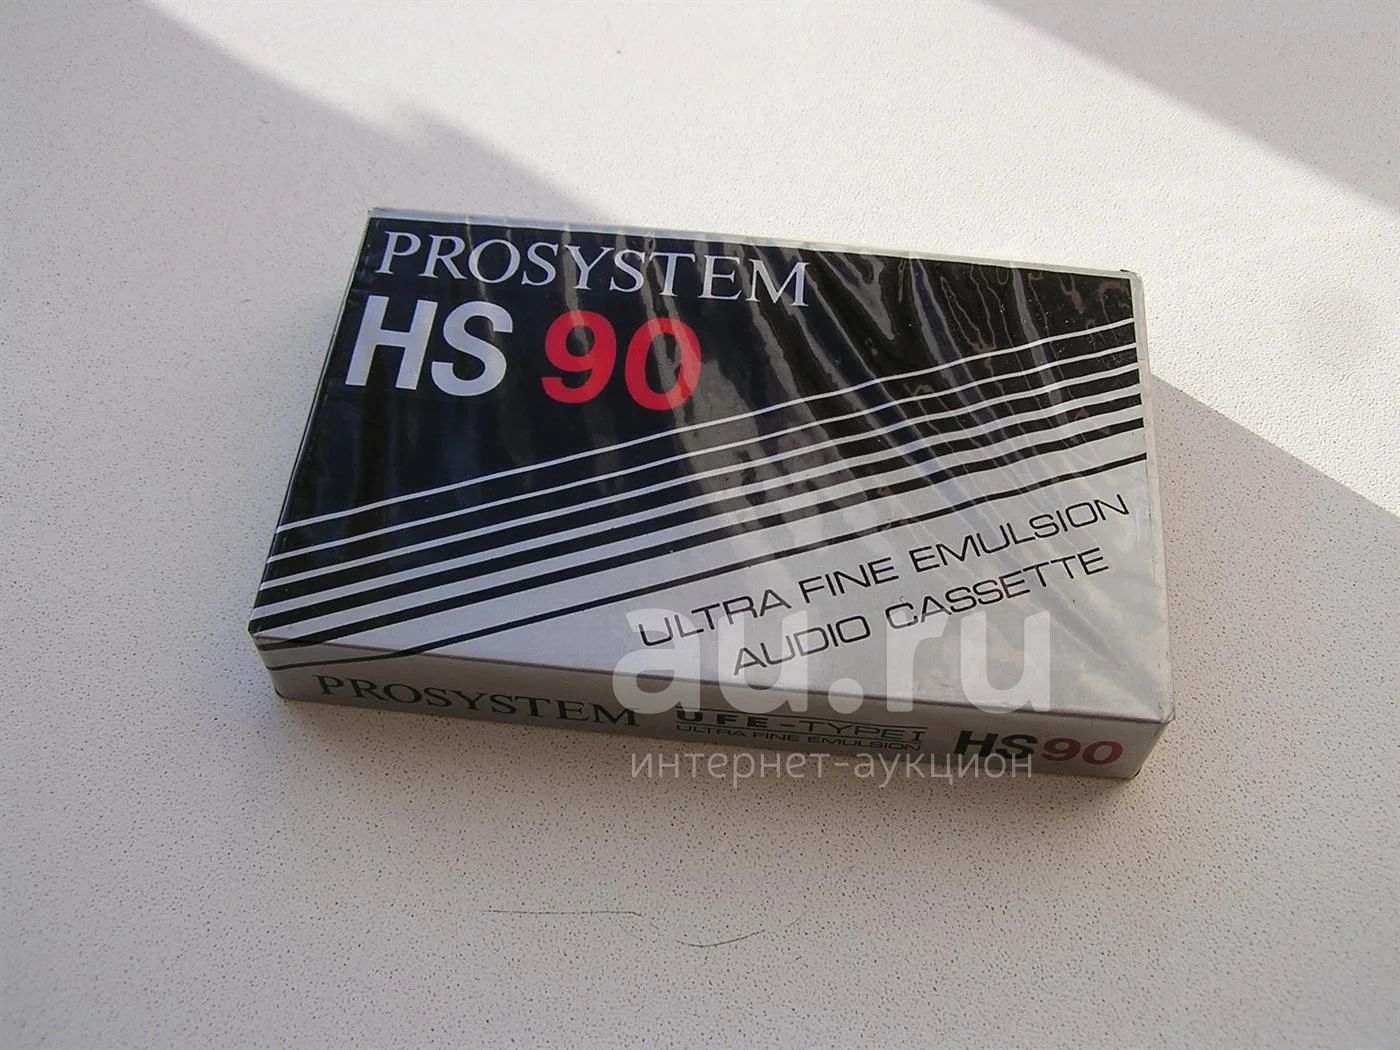 PROSYSTEM
HS 90
ULTRA FINE EMULSION
AUDIO CASSETTE
au.ru
интернет-аукцион
PROSYSTEM
UFE-TYPE I
ULTRA FINE EMULSION
HS 90